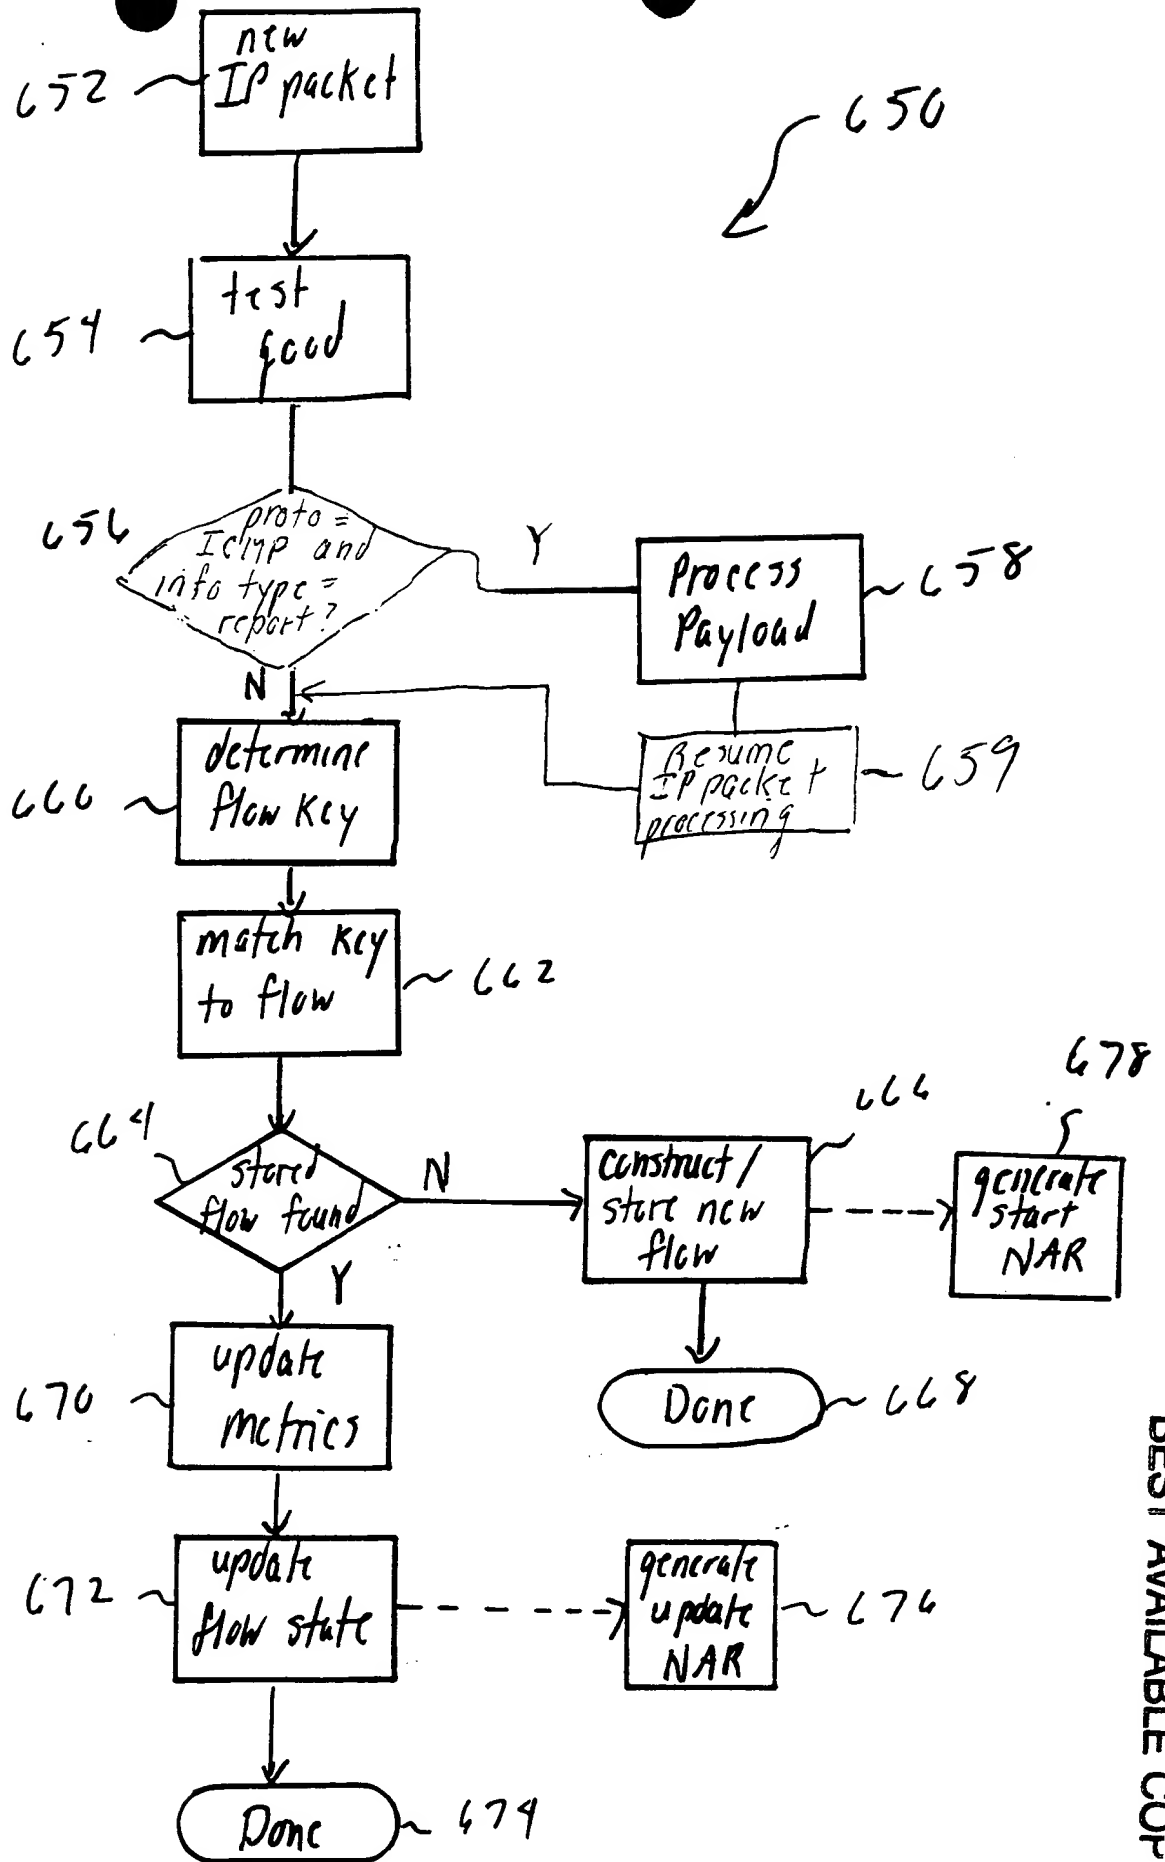 new
IP packet
652
650
test
good
654
proto =
ICMP and
info type =
report?
656
Y
Process
Payload
658
N
Resume
IP packet
processing
659
determine
flow key
660
match key
to flow
662
stored
flow found
664
N
construct/
store new
flow
666
generate
start
NAR
678
Y
Done
668
update
metrics
670
update
flow state
672
generate
update
NAR
676
Done
674
BEST AVAILABLE COP